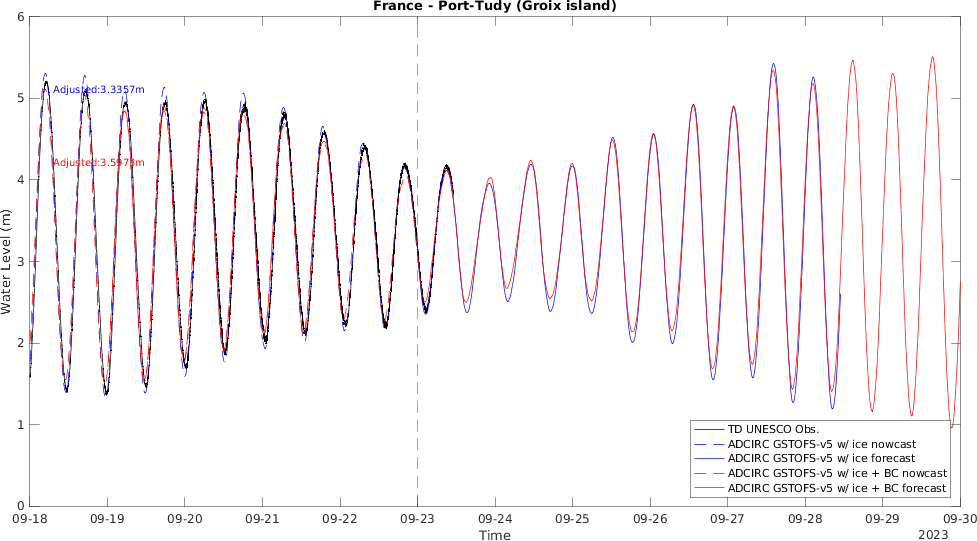 France - Port-Tudy (Groix island)
6
5
4
3
2
1
0
Water Level (m)
Adjusted:3.3357m
Adjusted:3.5973m
TD UNESCO Obs.
ADCIRC GSTOFS-v5 w/ ice nowcast
ADCIRC GSTOFS-v5 w/ ice forecast
ADCIRC GSTOFS-v5 w/ ice + BC nowcast
ADCIRC GSTOFS-v5 w/ ice + BC forecast
09-18 09-19 09-20 09-21 09-22 09-23 09-24 09-25 09-26 09-27 09-28 09-29 09-30
Time
2023